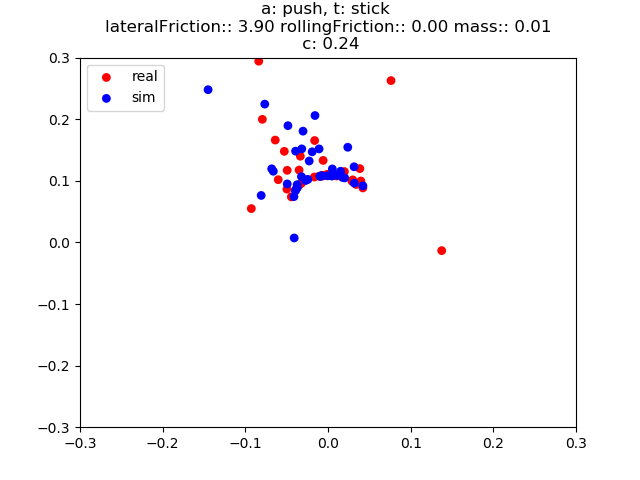 a: push, t: stick
lateralFriction:: 3.90 rollingFriction:: 0.00 mass:: 0.01
c: 0.24
real
sim
0.3
0.2
0.1
0.0
−0.1
−0.2
−0.3
−0.3
−0.2
−0.1
0.0
0.1
0.2
0.3